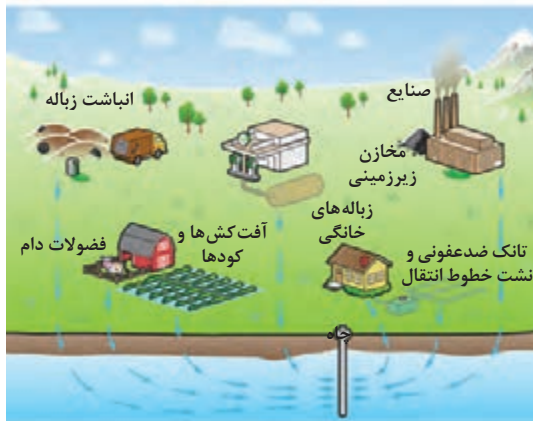 صنایع
انباشت زباله
مخازن
زیرزمینی
زباله‌های
خانگی
آفت‌کش‌ها و
کودها
فضولات دام
تانک ضدعفونی و
نشت خطوط انتقال
چاه